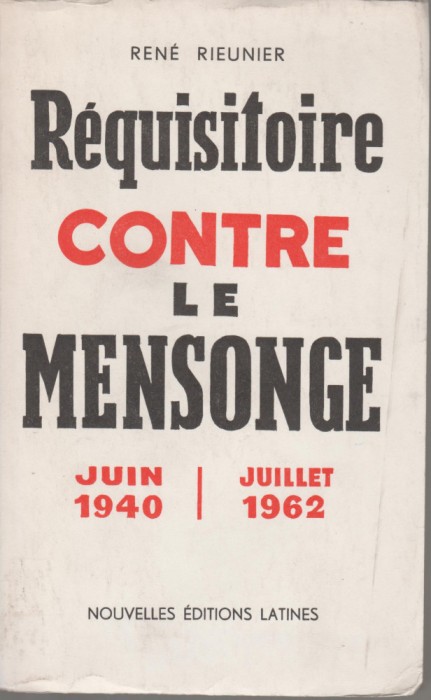 RENÉ RIEUNIER
Réquisitoire
CONTRE
LE
MENSONGE
JUIN | JUILLET
1940 | 1962
NOUVELLES ÉDITIONS LATINES